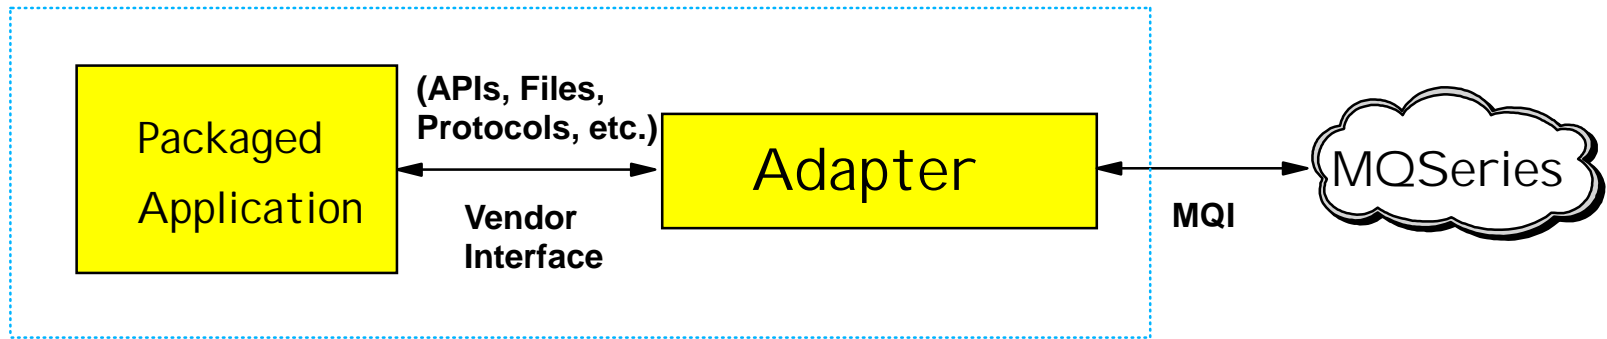 Packaged
Application
(APIs, Files,
Protocols, etc.)
Vendor
Interface
Adapter
MQI
MQSeries